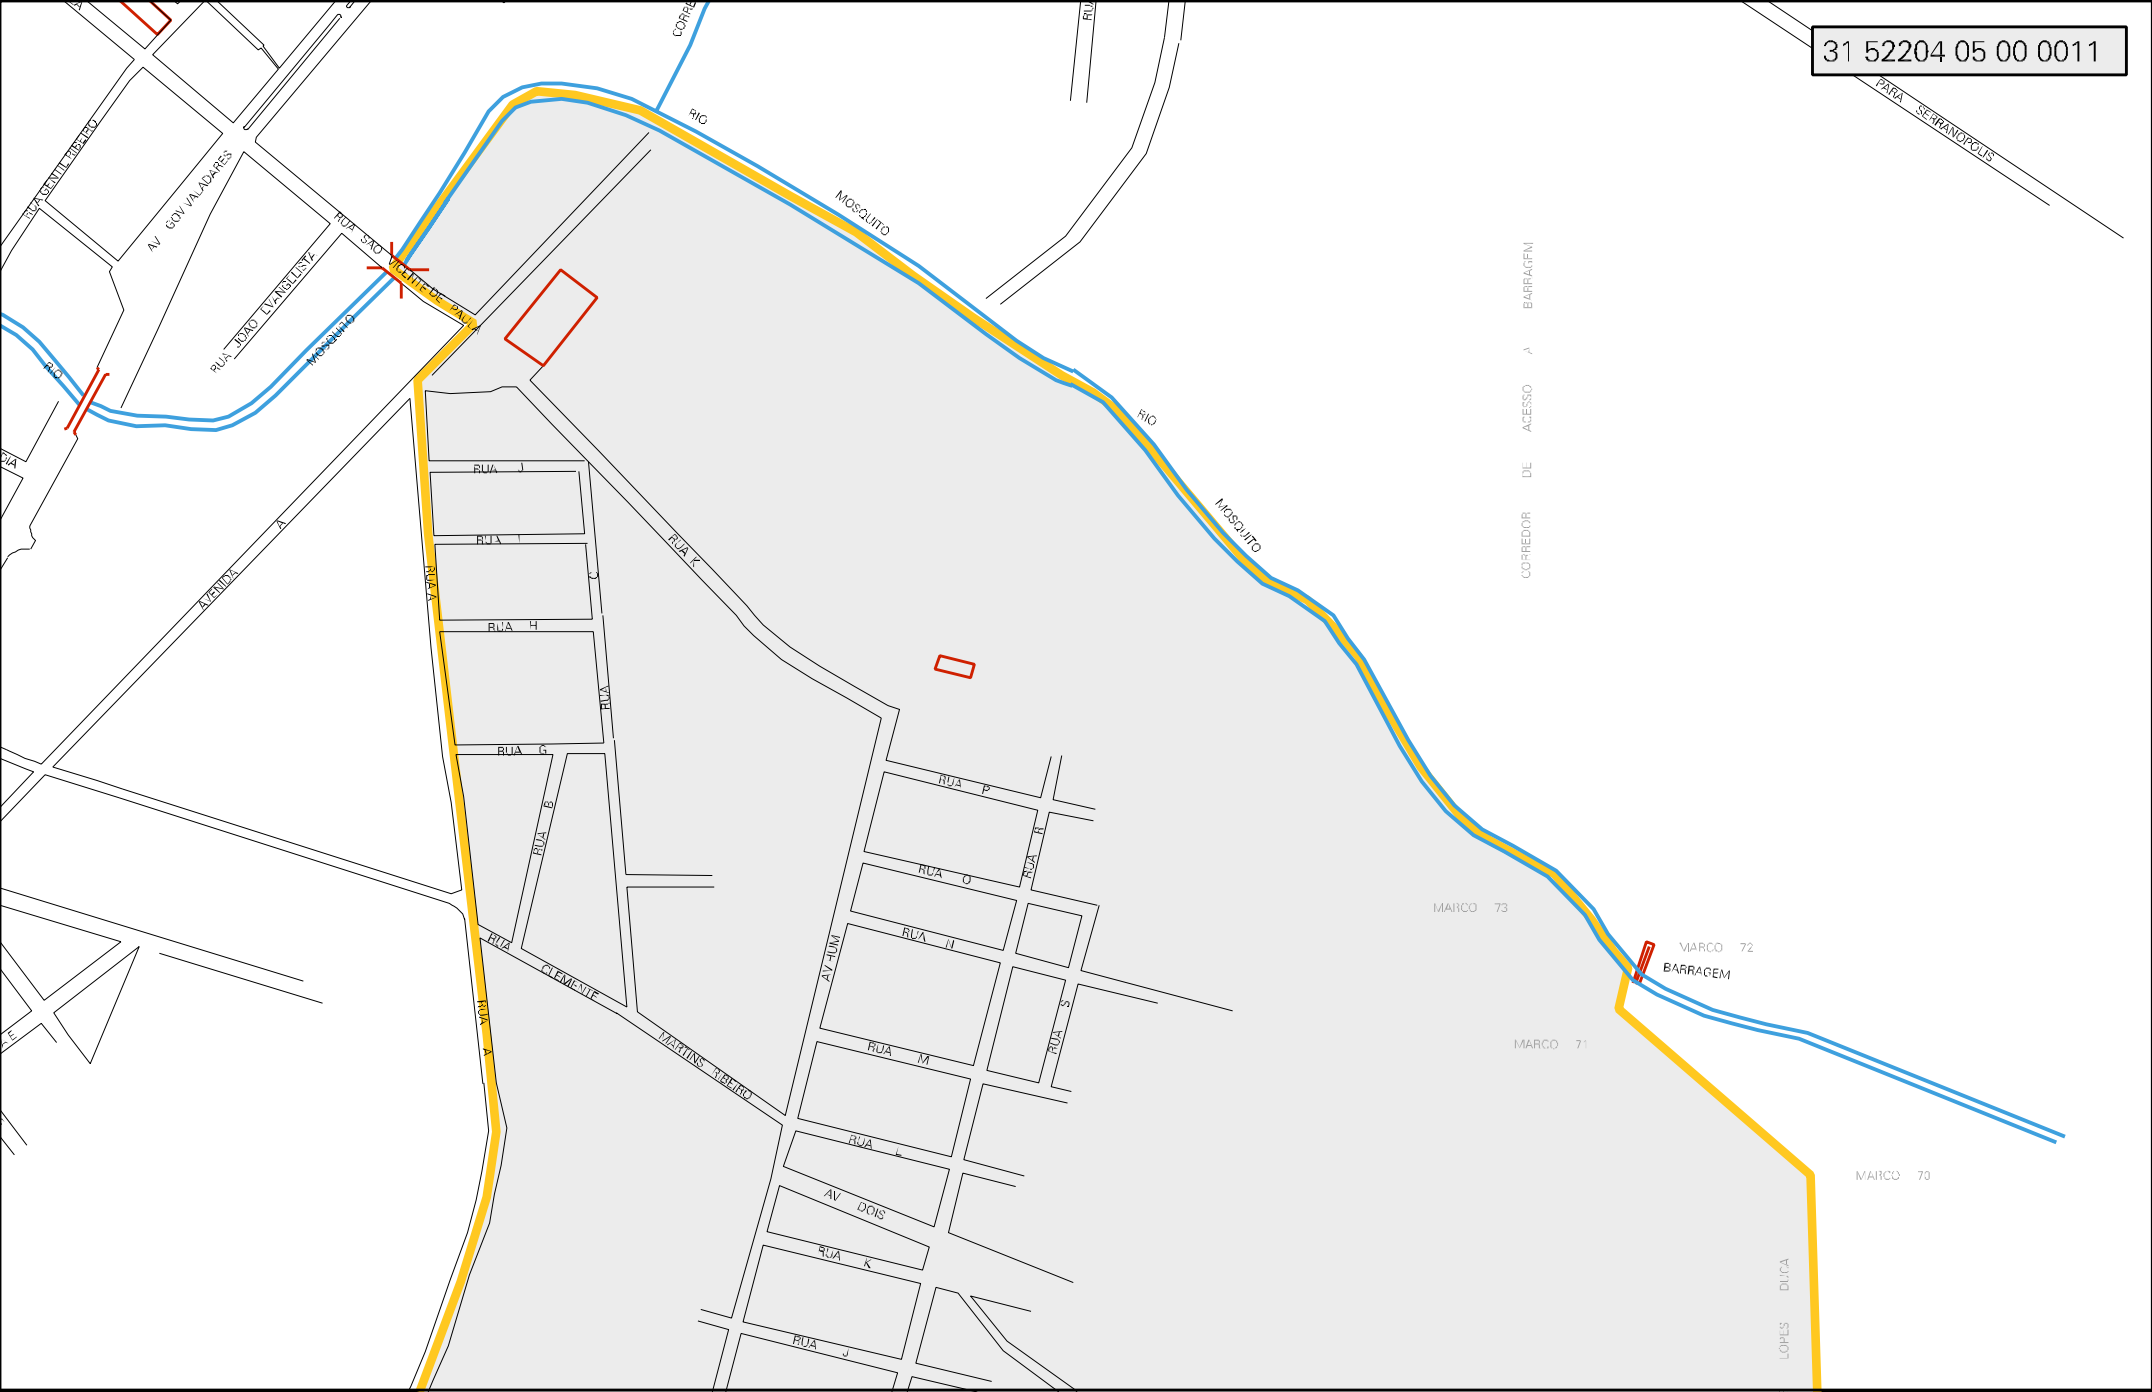 31 52204 05 00 0011
CORRE
RUA
PARA SERRANOPOLIS
RIO
RUA GENTIL RIBEIRO
AV GOV VALADARES
MOSQUITO
RUA SAO VICENTE DE PAULA
RUA JOAO EVANGELISTA
MOSQUITO
RIO
CORREDOR DE ACESSO A BARRAGEM
RIO
MOSQUITO
RUA J
RUA I
RUA K
AVENIDA A
RUA A
RUA C
RUA H
RUA G
RUA P
RUA B
RUA R
RUA O
MARCO 73
RUA N
RUA CLEMENTE MARTINS RIBEIRO
AV HUM
MARCO 72
BARRAGEM
RUA A
RUA S
RUA M
MARCO 71
RUA L
MARCO 70
AV DOIS
RUA K
LOPES DUCA
RUA J